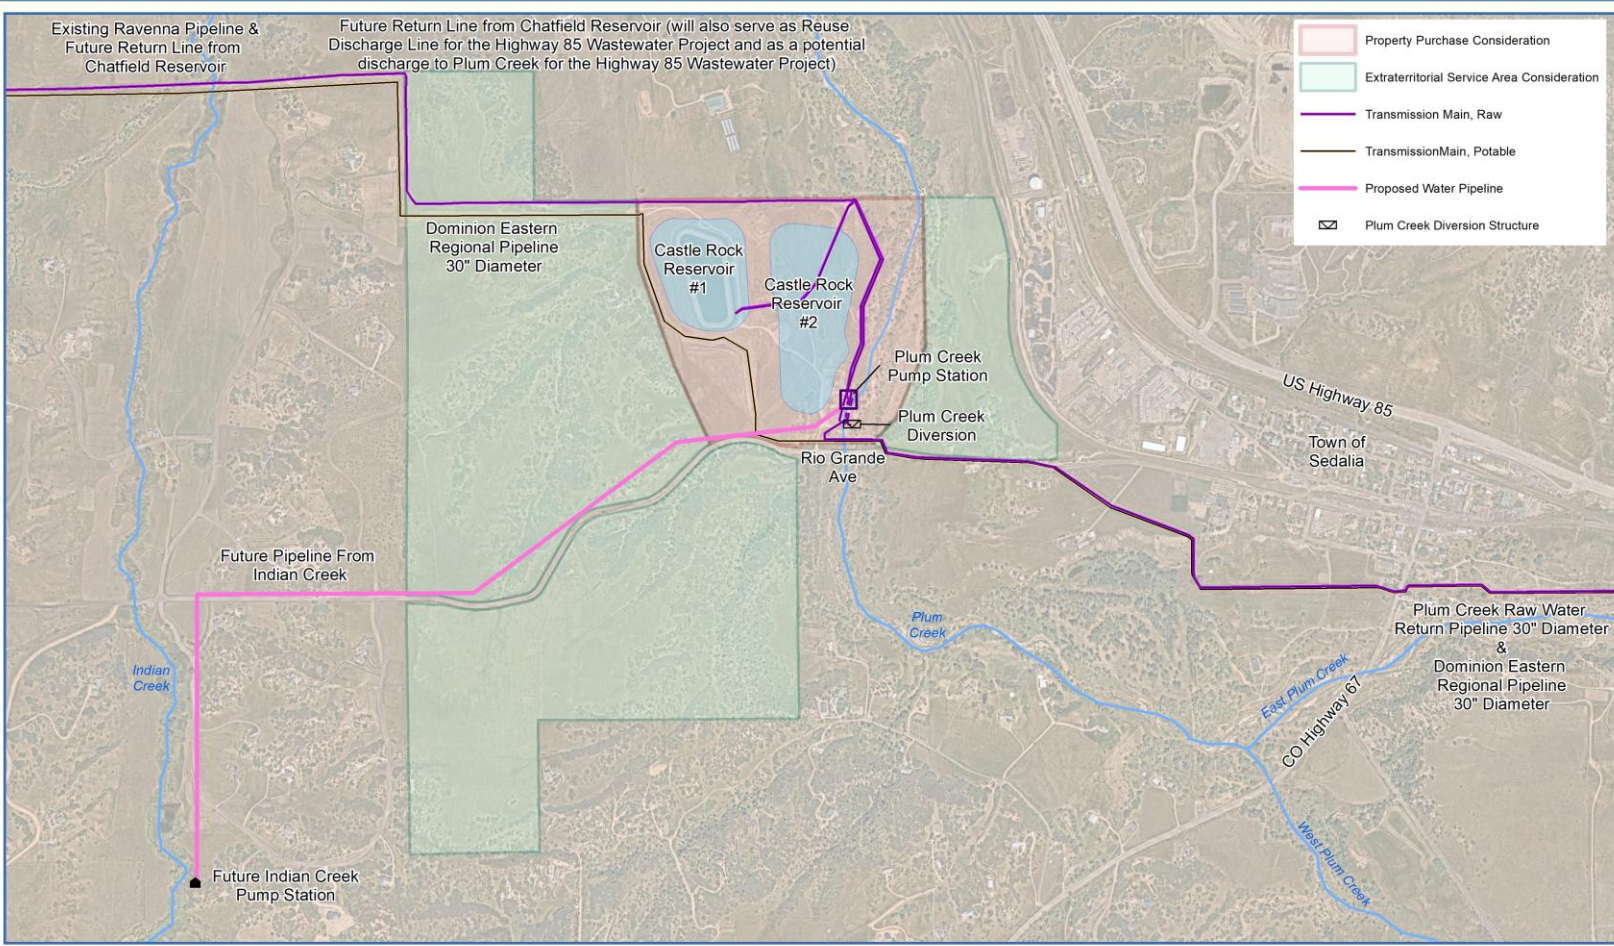 Existing Ravenna Pipeline &
Future Return Line from
Chatfield Reservoir
Future Return Line from Chatfield Reservoir (will also serve as Reuse
Discharge Line for the Highway 85 Wastewater Project and as a potential
discharge to Plum Creek for the Highway 85 Wastewater Project)
Property Purchase Consideration
Extraterritorial Service Area Consideration
Transmission Main, Raw
TransmissionMain, Potable
Proposed Water Pipeline
Plum Creek Diversion Structure
Dominion Eastern
Regional Pipeline
30" Diameter
Castle Rock
Reservoir
#1
Castle Rock
Reservoir
#2
Plum Creek
Pump Station
Plum Creek
Diversion
Rio Grande
Ave
US Highway 85
Town of
Sedalia
Future Pipeline From
Indian Creek
Indian
Creek
Plum
Creek
East Plum Creek
CO Highway 67
West Plum Creek
Plum Creek Raw Water
Return Pipeline 30" Diameter
&
Dominion Eastern
Regional Pipeline
30" Diameter
Future Indian Creek
Pump Station